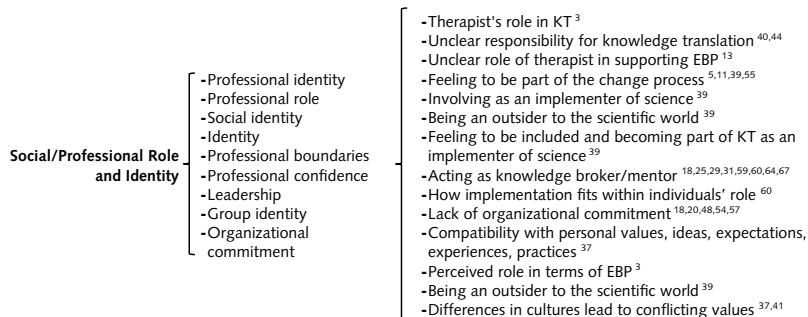 Social/Professional Role
and Identity
-Professional identity
-Professional role
-Social identity
-Identity
-Professional boundaries
-Professional confidence
-Leadership
-Group identity
-Organizational
commitment
-Therapist's role in KT 3
-Unclear responsibility for knowledge translation 40,44
-Unclear role of therapist in supporting EBP 13
-Feeling to be part of the change process 5,11,39,55
-Involving as an implementer of science 39
-Being an outsider to the scientific world 39
-Feeling to be included and becoming part of KT as an
implementer of science 39
-Acting as knowledge broker/mentor 18,25,29,31,59,60,64,67
-How implementation fits within individuals' role 60
-Lack of organizational commitment 18,20,48,54,57
-Compatibility with personal values, ideas, expectations,
experiences, practices 37
-Perceived role in terms of EBP 3
-Being an outsider to the scientific world 39
-Differences in cultures lead to conflicting values 37,41